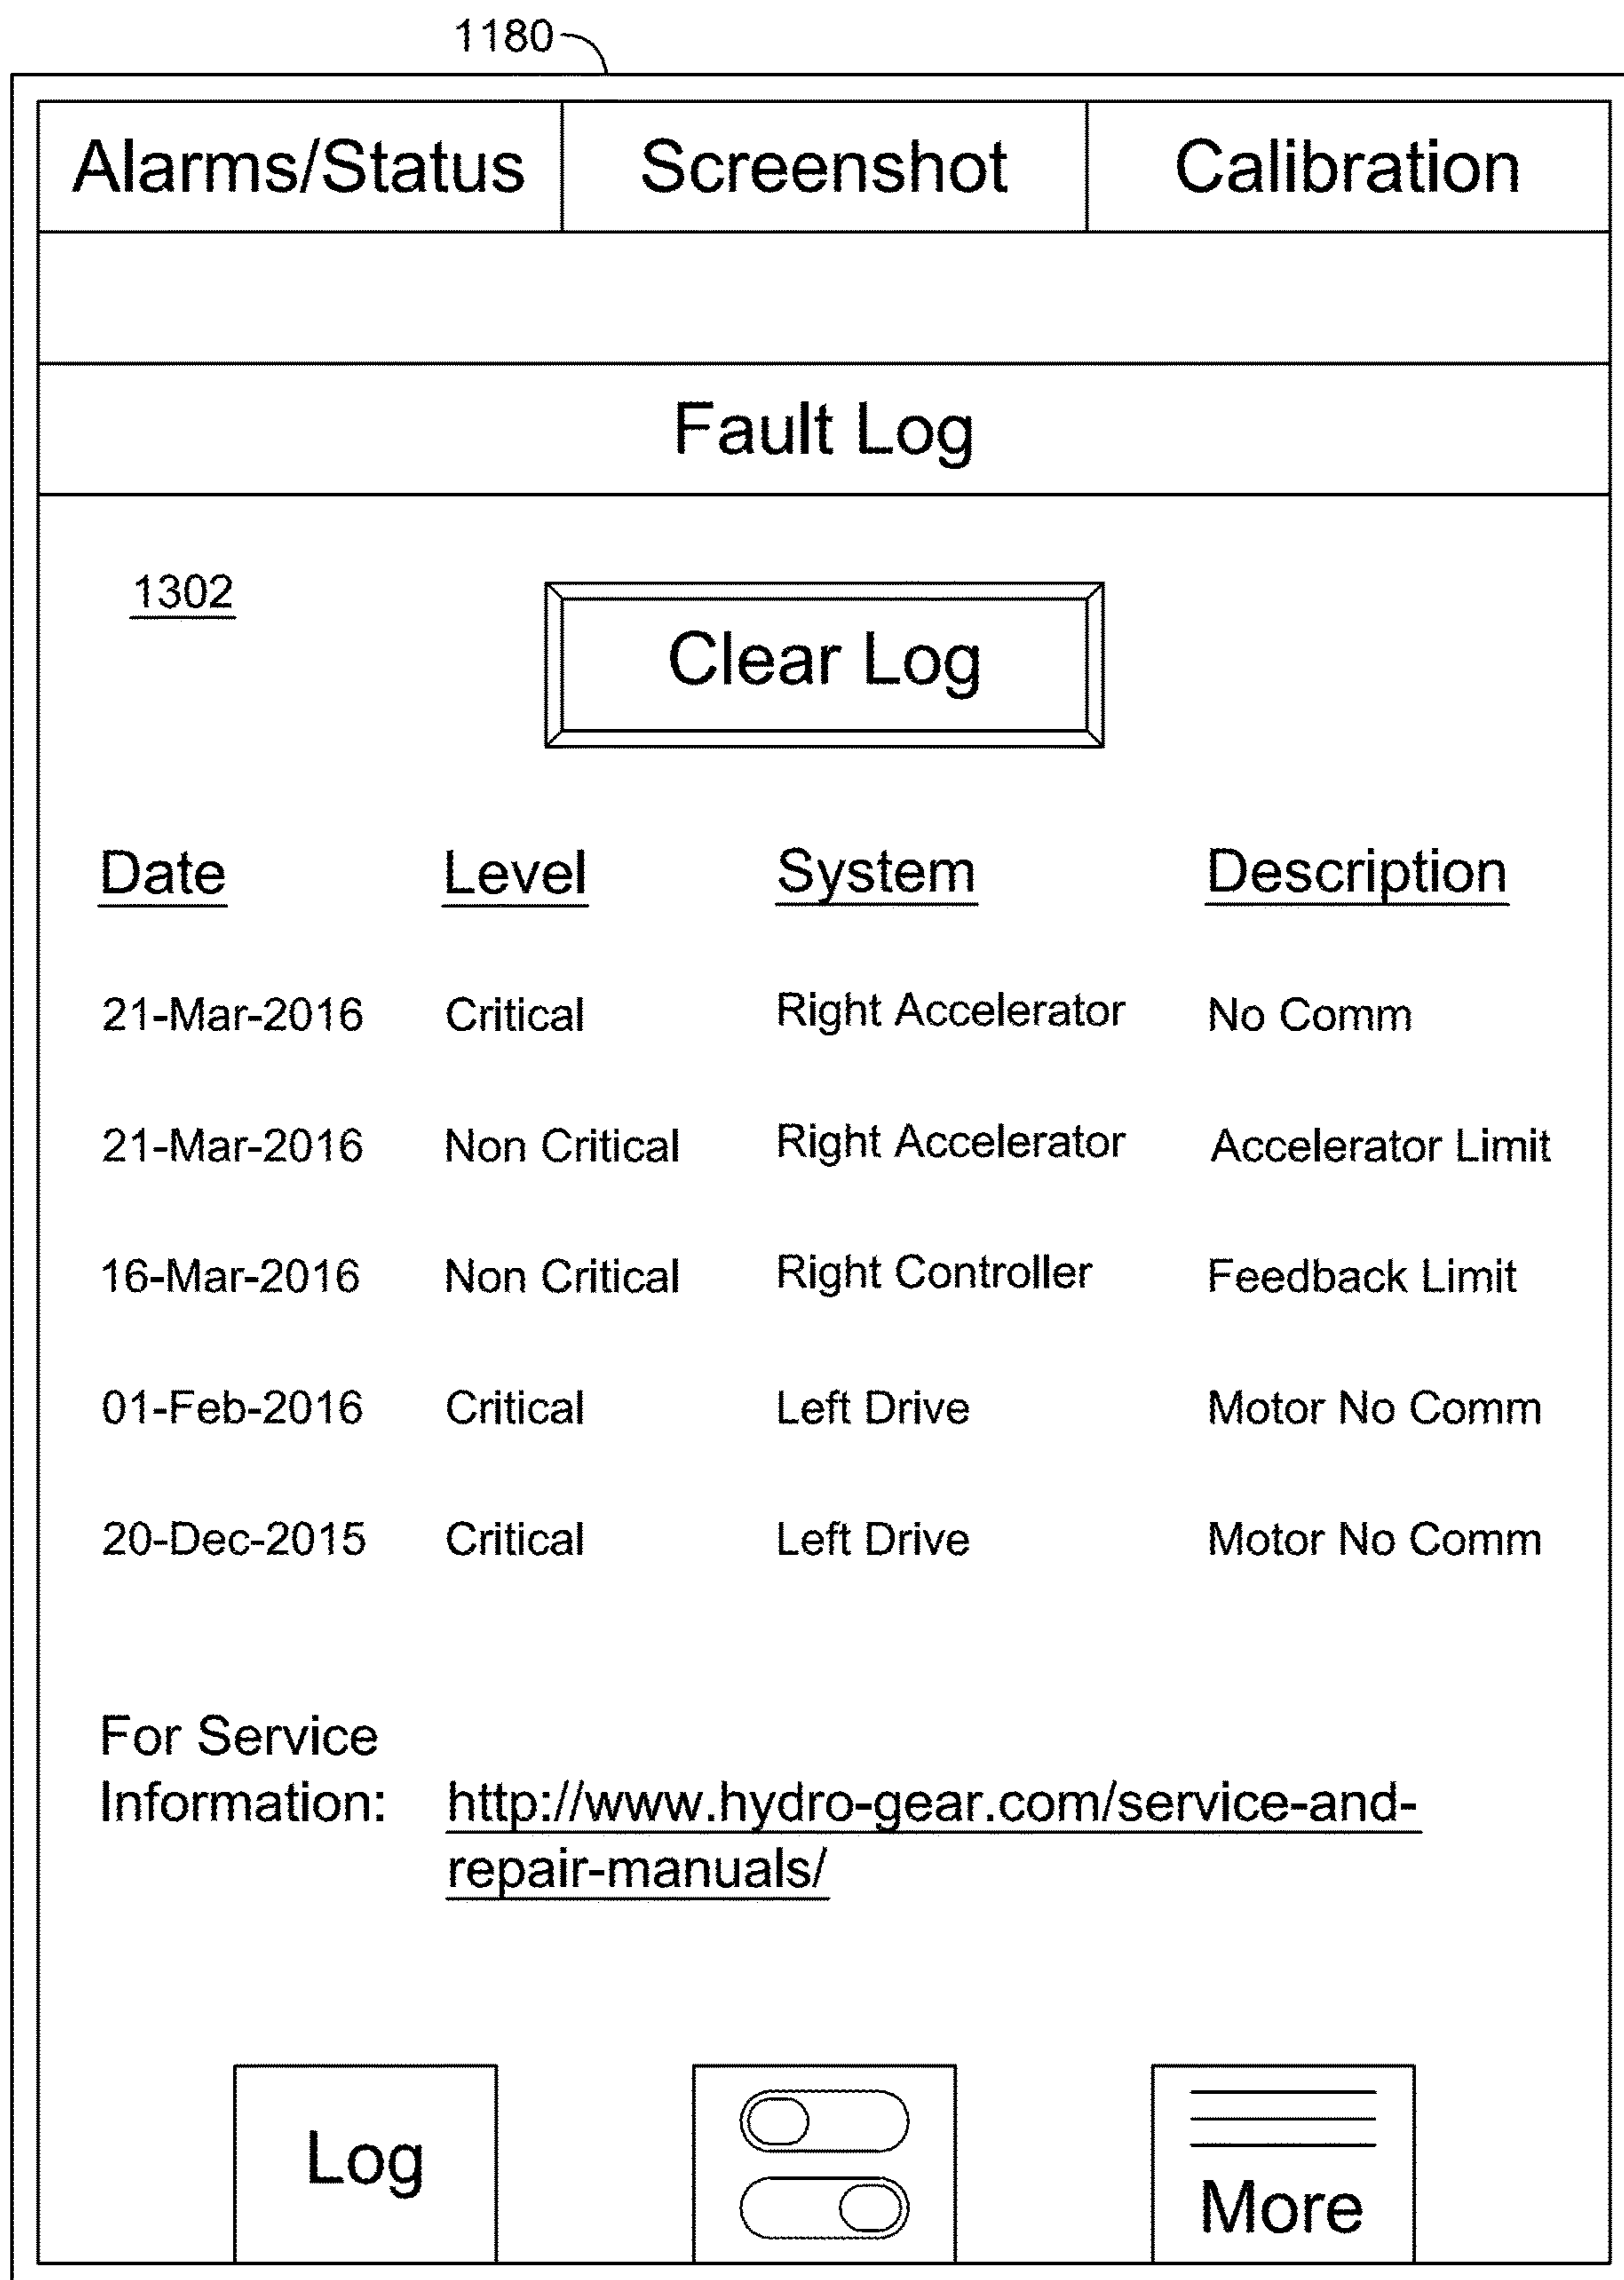 1180
Alarms/Status Screenshot Calibration
Fault Log
1302
Clear Log
Date Level System Description
21-Mar-2016 Critical Right Accelerator No Comm
21-Mar-2016 Non Critical Right Accelerator Accelerator Limit
16-Mar-2016 Non Critical Right Controller Feedback Limit
01-Feb-2016 Critical Left Drive Motor No Comm
20-Dec-2015 Critical Left Drive Motor No Comm
For Service
Information: http://www.hydro-gear.com/service-and-
repair-manuals/
Log More